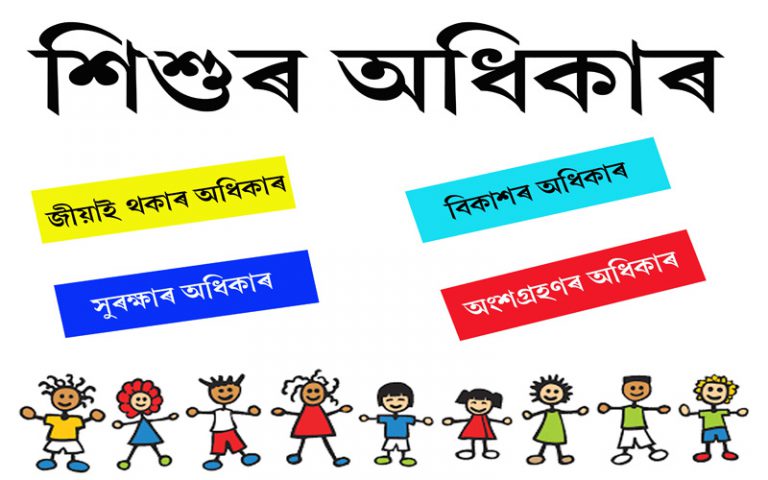 শিশুৰ অধিকাৰ
জীয়াই থকাৰ অধিকাৰ
বিকাশৰ অধিকাৰ
সুৰক্ষাৰ অধিকাৰ
অংশগ্ৰহণৰ অধিকাৰ